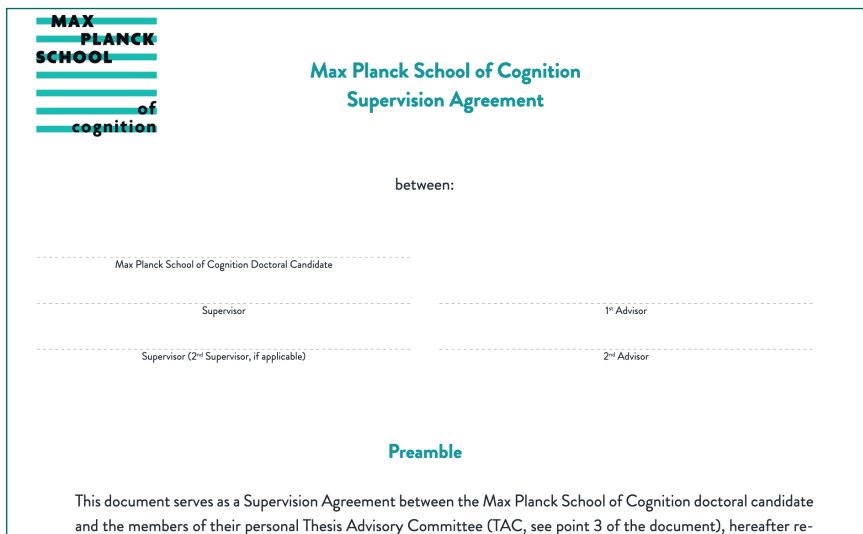 MAX
PLANCK
SCHOOL
of
cognition
Max Planck School of Cognition
Supervision Agreement
between:
Max Planck School of Cognition Doctoral Candidate
Supervisor
1st Advisor
Supervisor (2nd Supervisor, if applicable)
2nd Advisor
Preamble
This document serves as a Supervision Agreement between the Max Planck School of Cognition doctoral candidate
and the members of their personal Thesis Advisory Committee (TAC, see point 3 of the document), hereafter re-